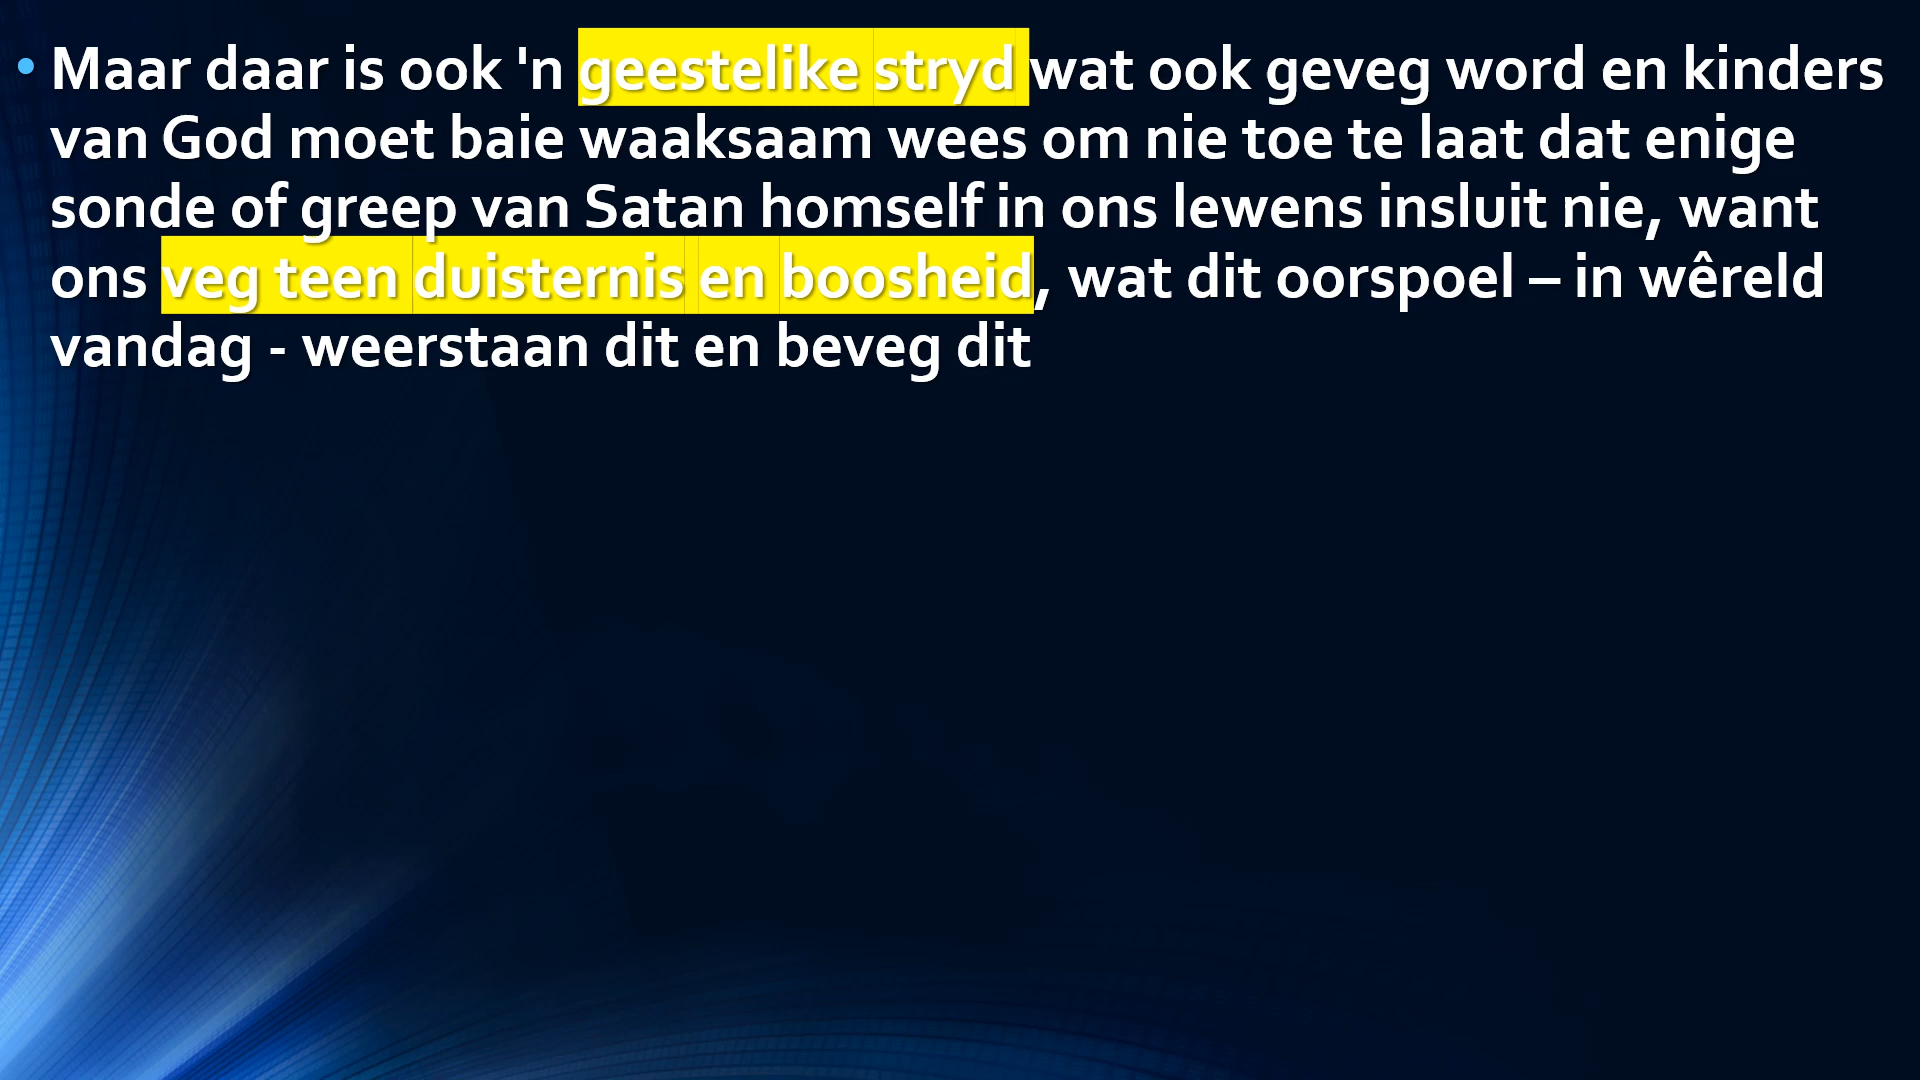 • Maar daar is ook 'n geestelike stryd wat ook geveg word en kinders
van God moet baie waaksaam wees om nie toe te laat dat enige
sonde of greep van Satan homself in ons lewens insluit nie, want
ons veg teen duisternis en boosheid, wat dit oorspoel – in wêreld
vandag - weerstaan dit en beveg dit